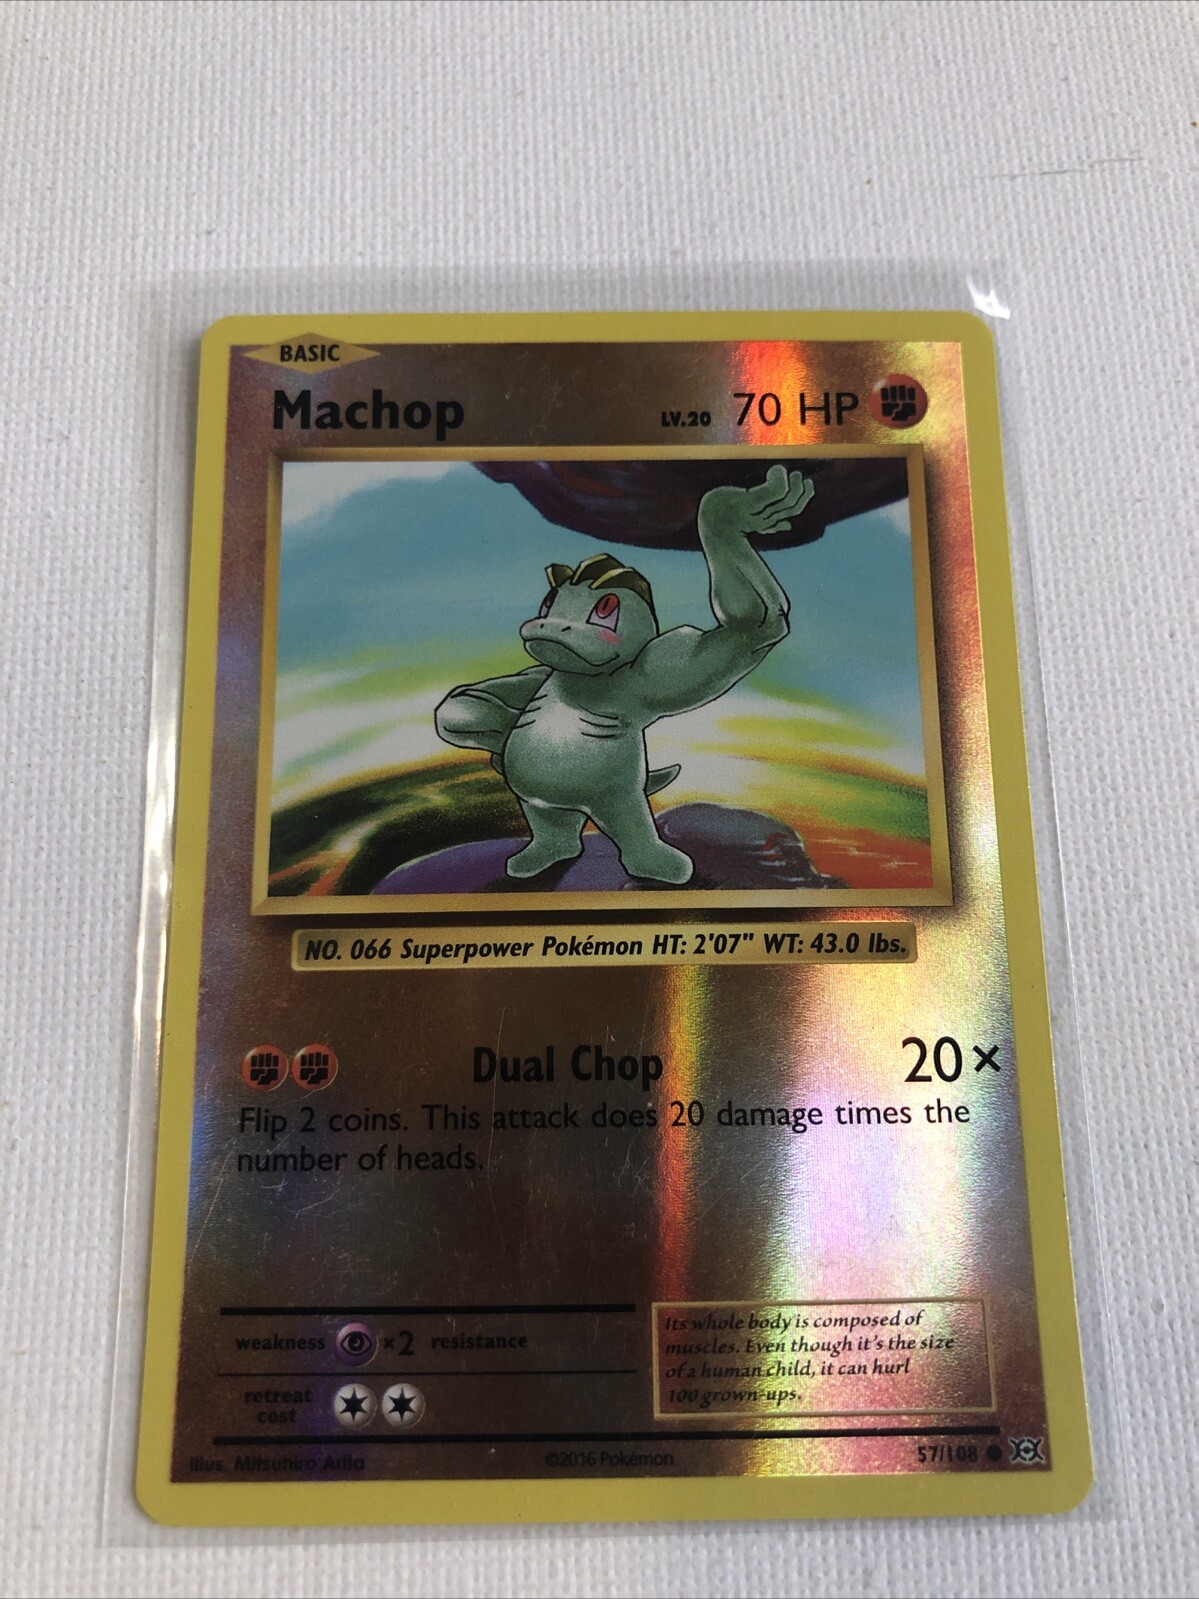 BASIC
Machop LV.20 70 HP
NO. 066 Superpower Pokémon HT: 2'07" WT: 43.0 lbs.
Dual Chop 20×
Flip 2 coins. This attack does 20 damage times the
number of heads.
weakness ×2 resistance
retreat
cost
Its whole body is composed of
muscles. Even though it's the size
of a human child, it can hurl
100 grown-ups.
Illus. Mitsuhiro Arita ©2016 Pokémon 57/108